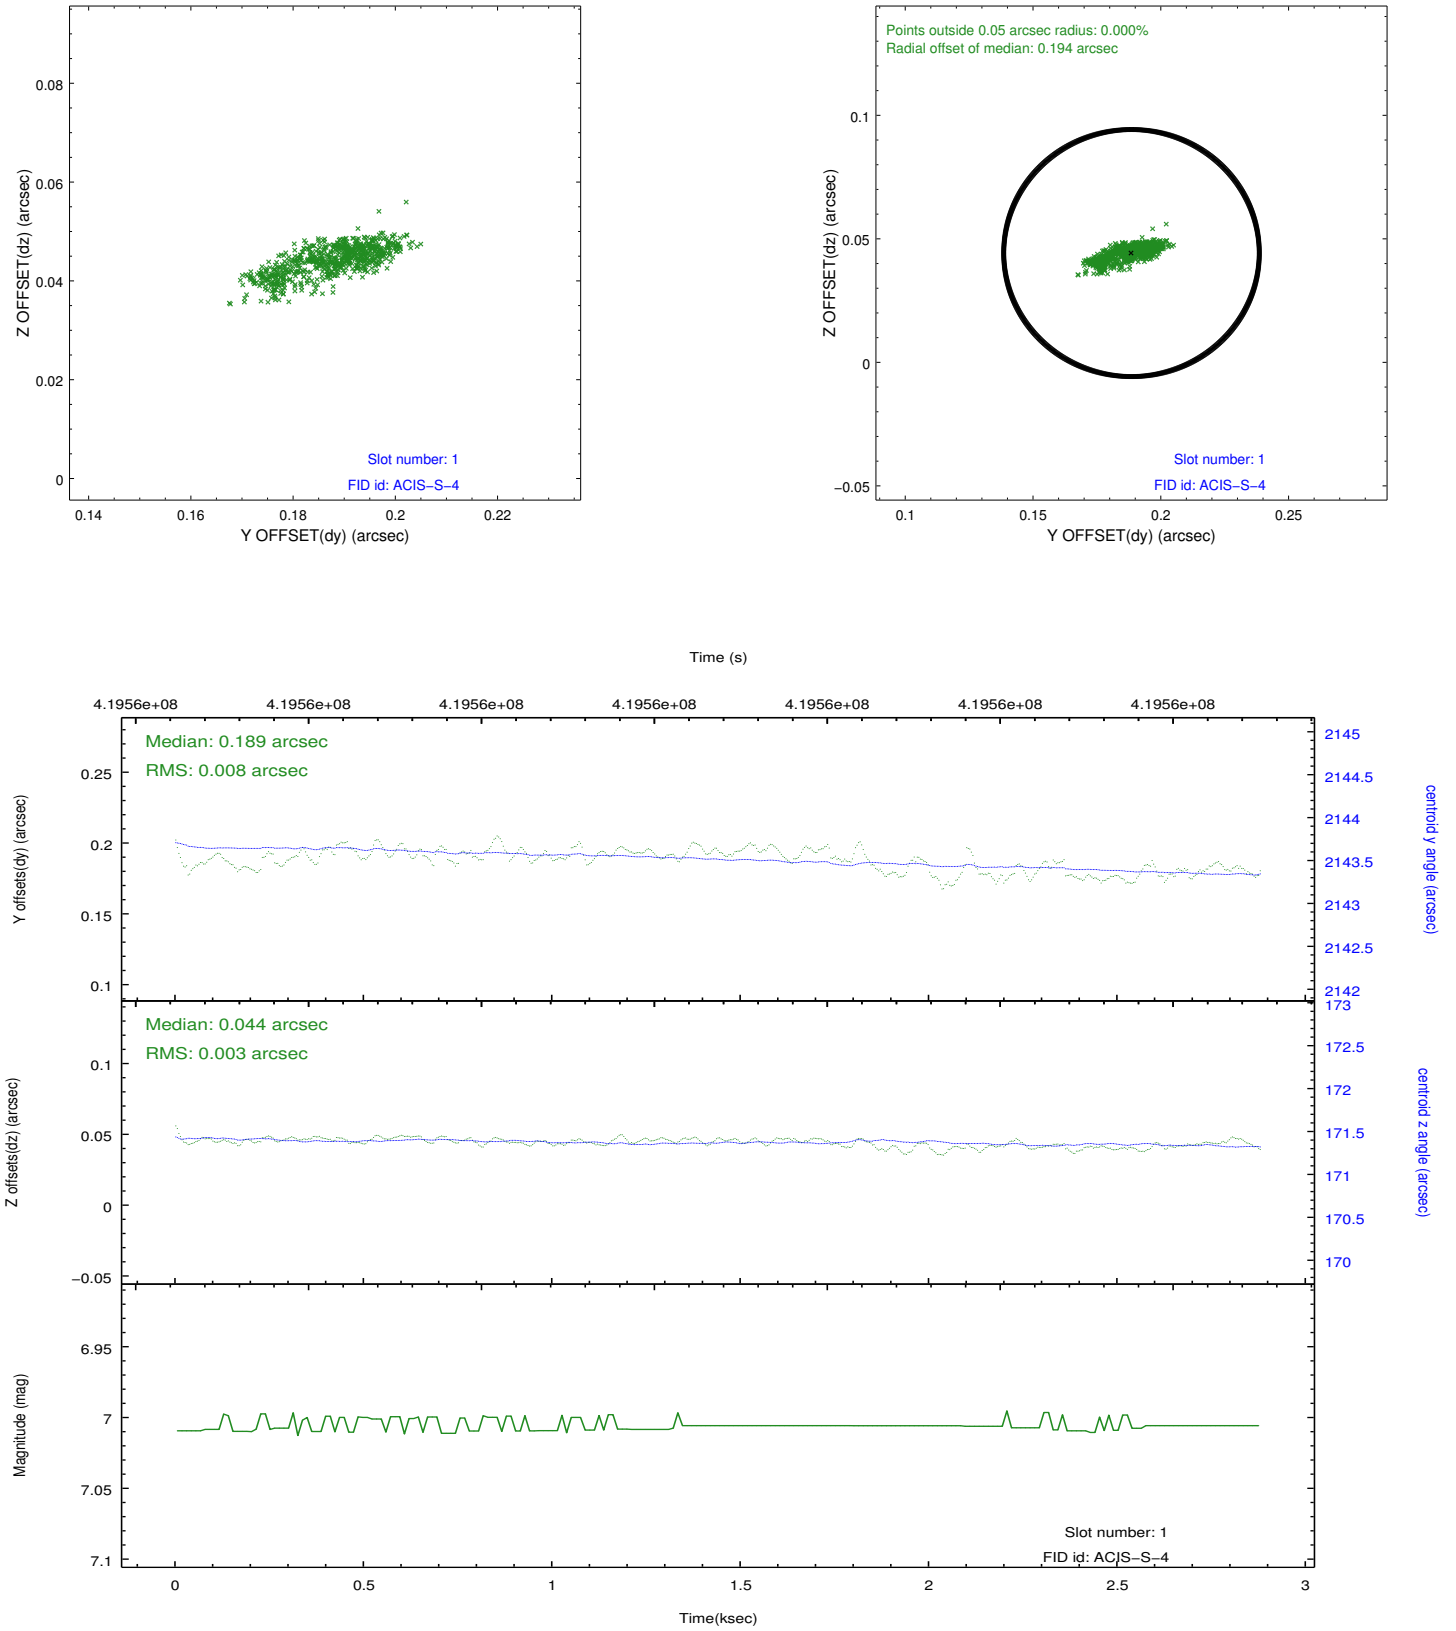 0.08
0.06
0.04
0.02
0
0.14 0.16 0.18 0.2 0.22
Z OFFSET(dz) (arcsec)
Y OFFSET(dy) (arcsec)
Slot number: 1
FID id: ACIS−S−4
Points outside 0.05 arcsec radius: 0.000%
Radial offset of median: 0.194 arcsec
0.1
0.05
0
−0.05
0.1 0.15 0.2 0.25
Z OFFSET(dz) (arcsec)
Y OFFSET(dy) (arcsec)
Slot number: 1
FID id: ACIS−S−4
Time (s)
4.1956e+08 4.1956e+08 4.1956e+08 4.1956e+08 4.1956e+08 4.1956e+08 4.1956e+08
Median: 0.189 arcsec
RMS: 0.008 arcsec
0.25
0.2
0.15
0.1
Y offsets(dy) (arcsec)
2145
2144.5
2144
2143.5
2143
2142.5
2142
centroid y angle (arcsec)
Median: 0.044 arcsec
RMS: 0.003 arcsec
0.1
0.05
0
−0.05
Z offsets(dz) (arcsec)
173
172.5
172
171.5
171
170.5
170
centroid z angle (arcsec)
6.95
7
7.05
7.1
Magnitude (mag)
Slot number: 1
FID id: ACIS−S−4
0 0.5 1 1.5 2 2.5 3
Time(ksec)